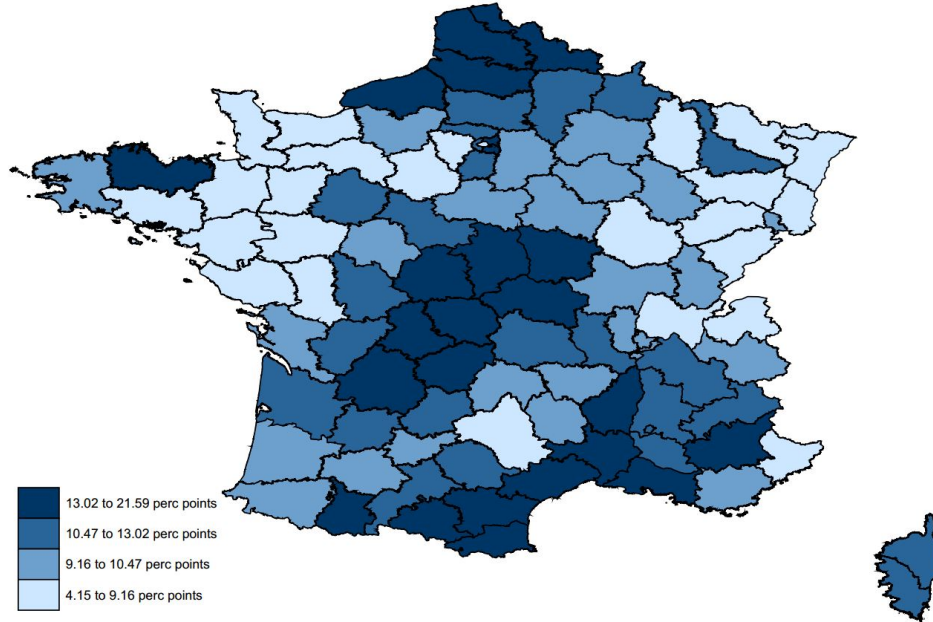 13.02 to 21.59 perc points
10.47 to 13.02 perc points
9.16 to 10.47 perc points
4.15 to 9.16 perc points